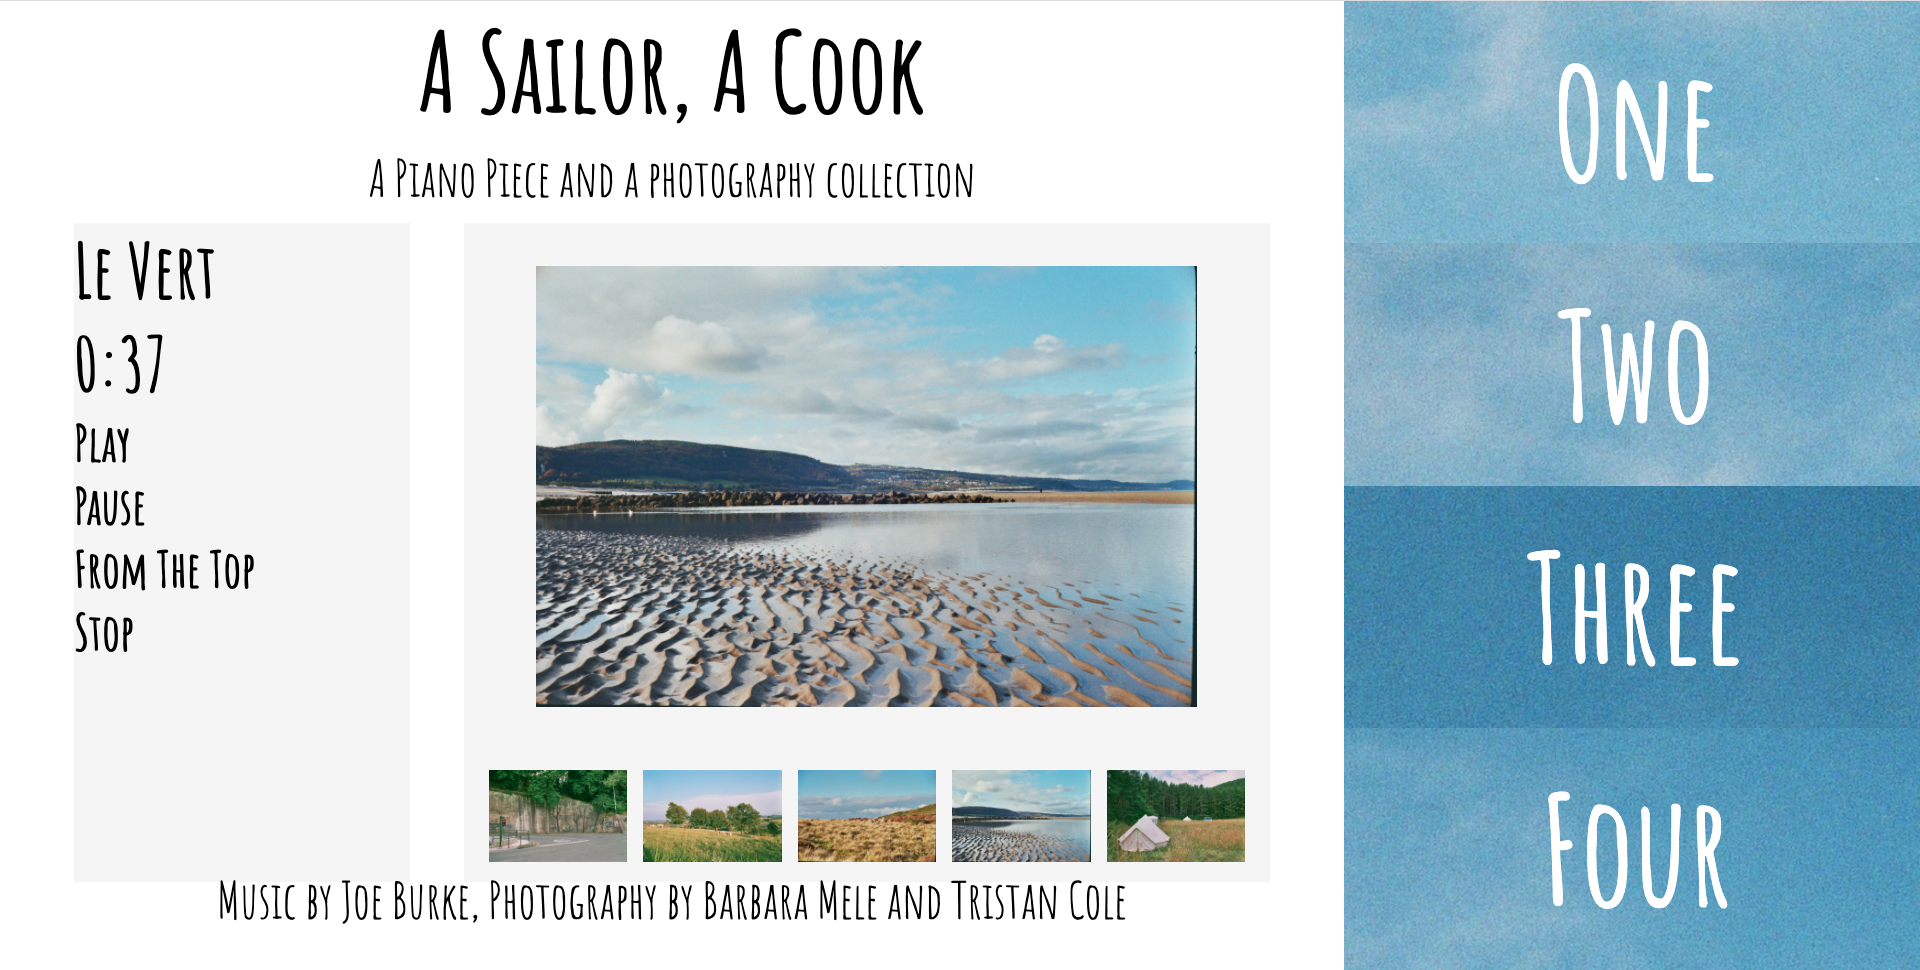 A Sailor, A Cook
A Piano Piece and a photography collection
Le Vert
0:37
Play
Pause
From The Top
Stop
Music by Joe Burke, Photography by Barbara Mele and Tristan Cole
One
Two
Three
Four